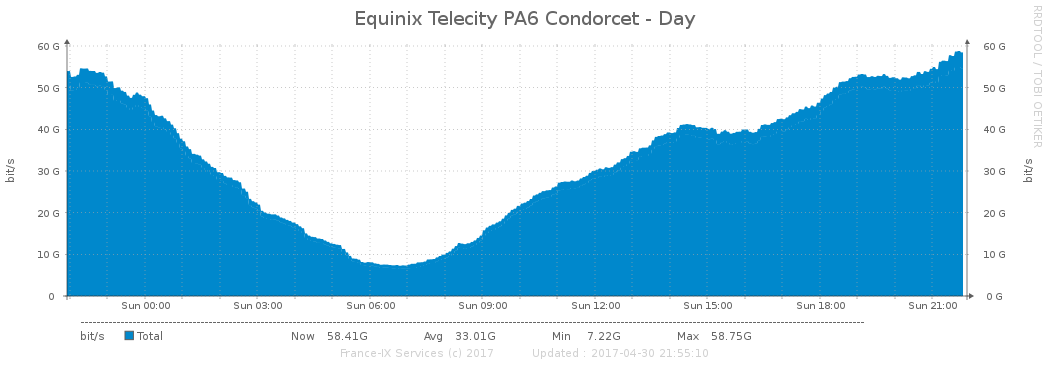 Equinix Telecity PA6 Condorcet - Day
RRDTOOL / TOBI OETIKER
60 G 60 G
50 G 50 G
40 G 40 G
30 G 30 G
20 G 20 G
10 G 10 G
0 0 G
bit/s bit/s
Sun 00:00 Sun 03:00 Sun 06:00 Sun 09:00 Sun 12:00 Sun 15:00 Sun 18:00 Sun 21:00
bit/s Total Now 58.41G Avg 33.01G Min 7.22G Max 58.75G
France-IX Services (c) 2017 Updated : 2017-04-30 21:55:10